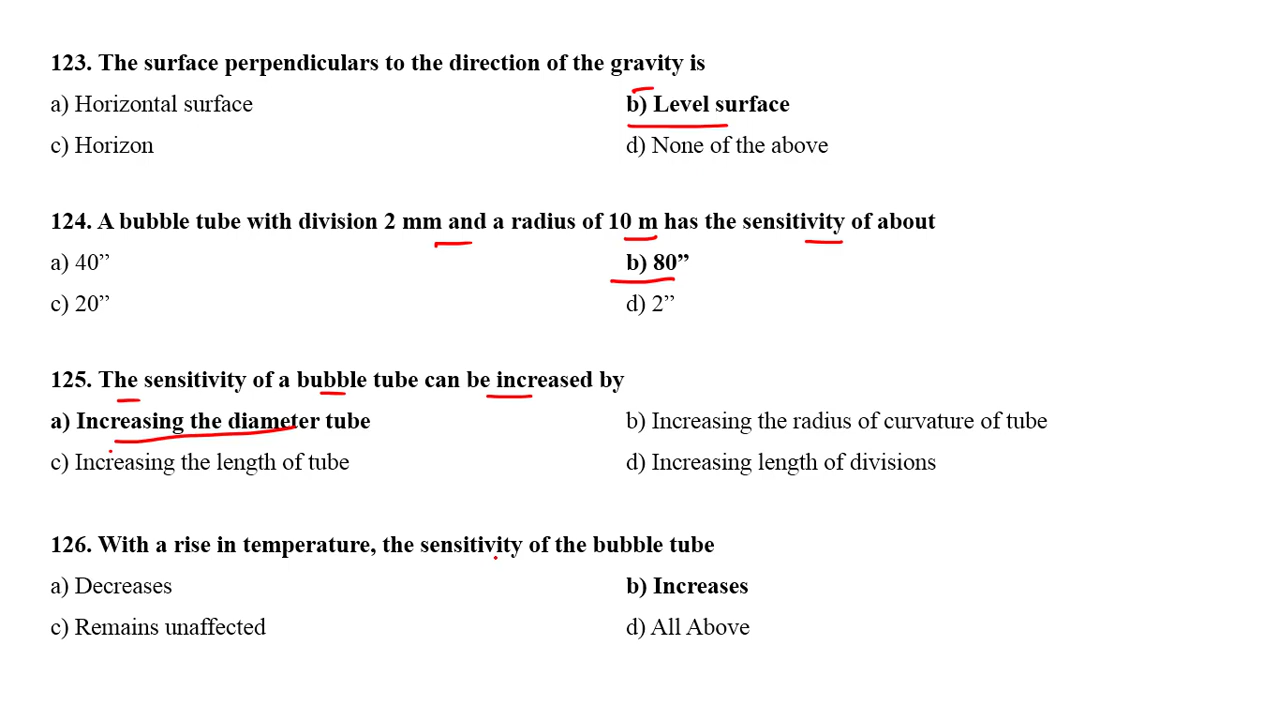 123. The surface perpendiculars to the direction of the gravity is
a) Horizontal surface b) Level surface
c) Horizon d) None of the above
124. A bubble tube with division 2 mm and a radius of 10 m has the sensitivity of about
a) 40” b) 80”
c) 20” d) 2”
125. The sensitivity of a bubble tube can be increased by
a) Increasing the diameter tube b) Increasing the radius of curvature of tube
c) Increasing the length of tube d) Increasing length of divisions
126. With a rise in temperature, the sensitivity of the bubble tube
a) Decreases b) Increases
c) Remains unaffected d) All Above